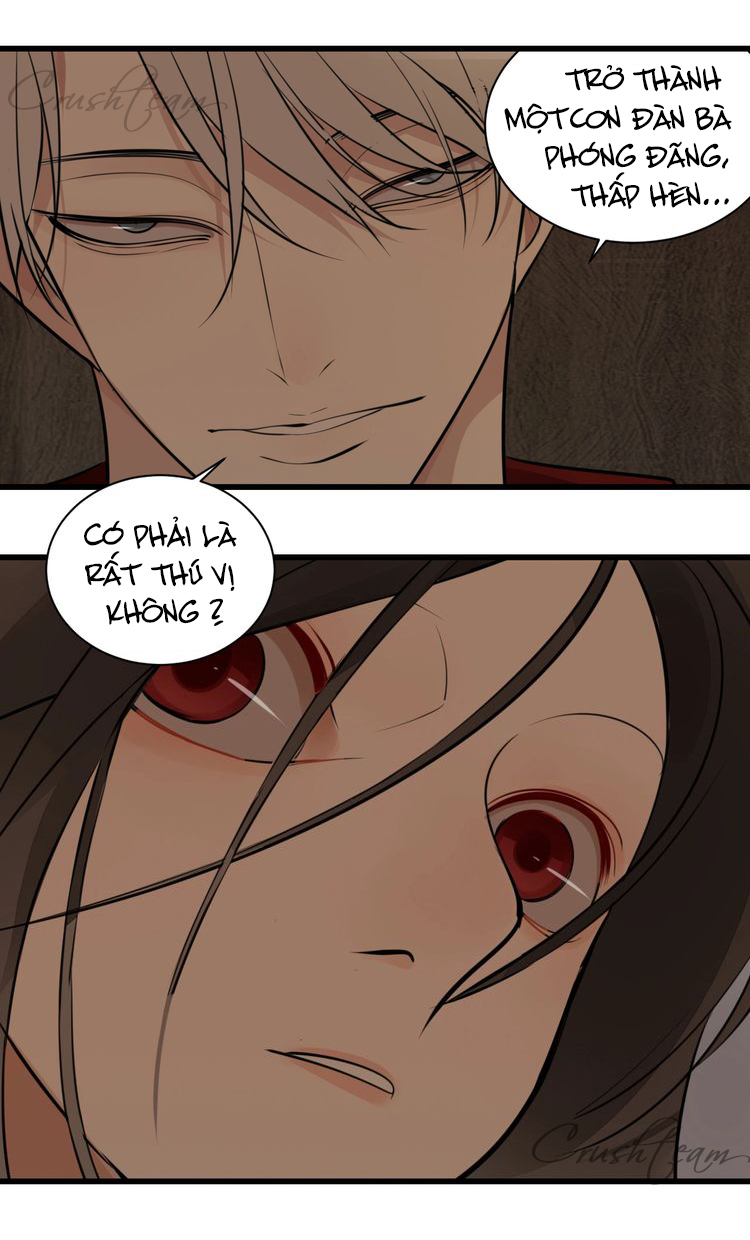 Crushteam
TRỞ THÀNH
MỘTCON ĐÀN BÀ
PHÓNG ĐÃNG,
THẤP HÈN...
CÓ PHẢI LÀ
RẤT THÚ VỊ
KHÔNG ?
Crushteam